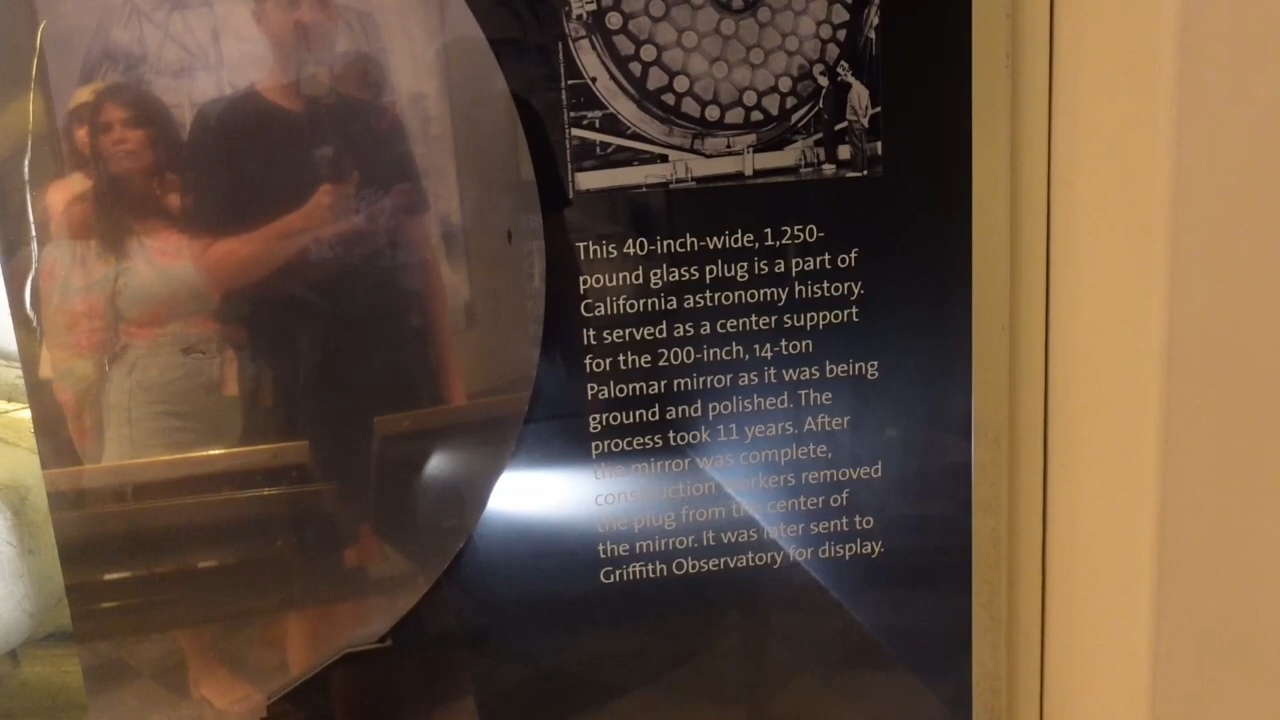 This 40-inch-wide, 1,250-
pound glass plug is a part of
California astronomy history.
It served as a center support
for the 200-inch, 14-ton
Palomar mirror as it was being
ground and polished. The
process took 11 years. After
the mirror was complete,
construction workers removed
the plug from the center of
the mirror. It was later sent to
Griffith Observatory for display.